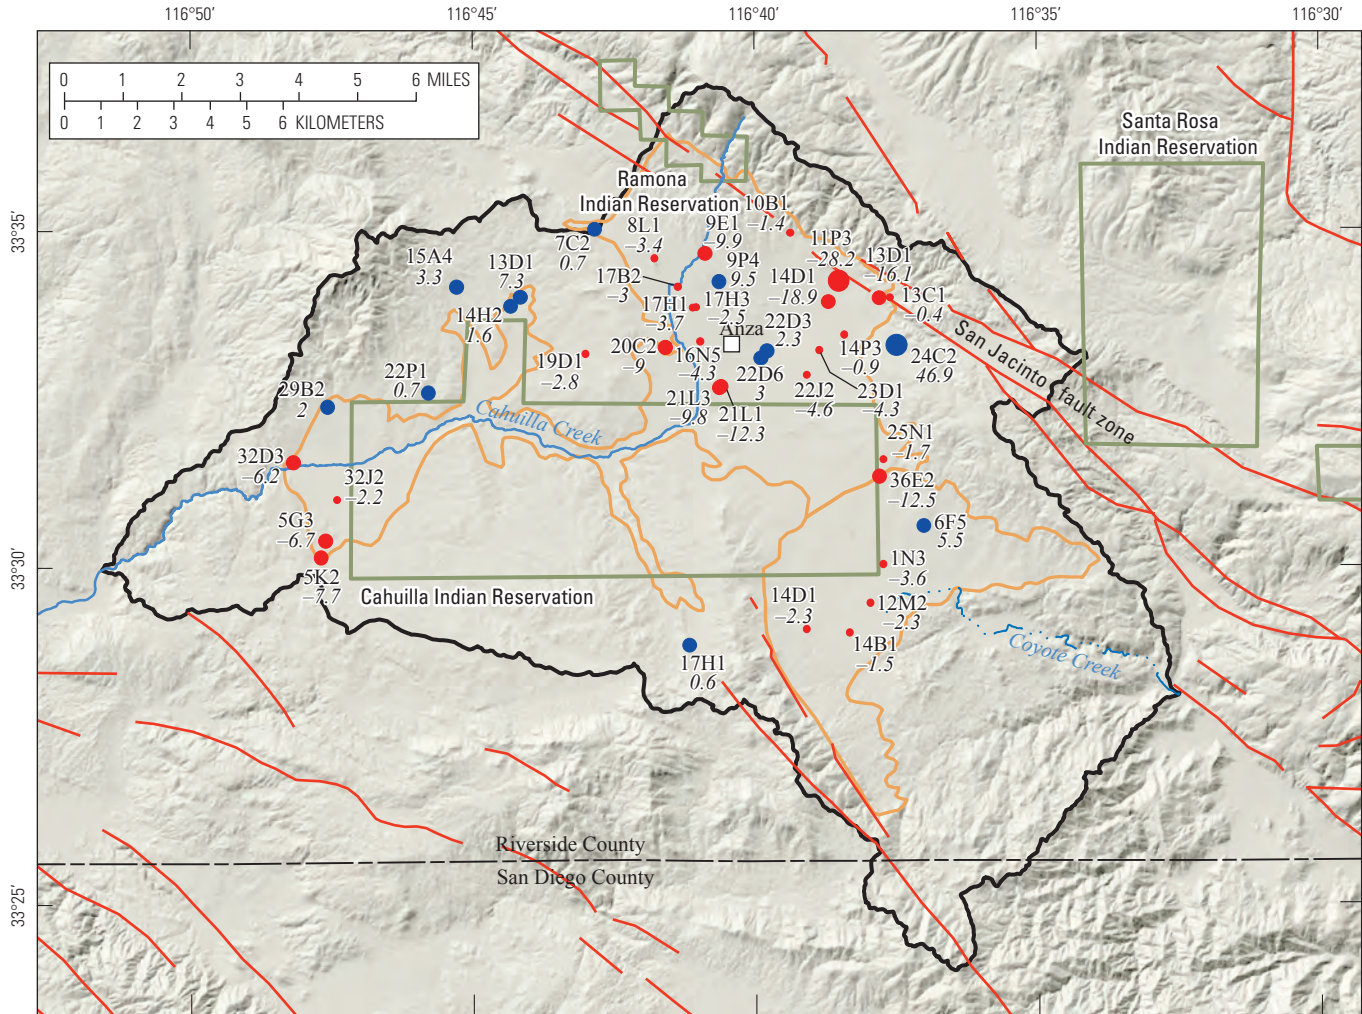 116°50′
116°45′
116°40′
116°35′
116°30′
0 1 2 3 4 5 6 MILES
0 1 2 3 4 5 6 KILOMETERS
Santa Rosa
Indian Reservation
Ramona
Indian Reservation
33°35′
10B1
−1.4
8L1
−3.4
9E1
−9.9
7C2
0.7
11P3
−28.2
13D1
−16.1
15A4
3.3
13D1
7.3
9P4
9.5
17B2
−3
14D1
−18.9
13C1
−0.4
14H2
1.6
17H1
−3.7
17H3
−2.5
Anza
22D3
2.3
San Jacinto fault zone
19D1
−2.8
20C2
−9
16N5
−4.3
14P3
−0.9
24C2
46.9
22P1
0.7
22D6
3
22J2
−4.6
23D1
−4.3
29B2
2
21L3
−9.8
21L1
−12.3
Cahuilla Creek
25N1
−1.7
32D3
−6.2
32J2
−2.2
36E2
−12.5
5G3
−6.7
6F5
5.5
33°30′
5K2
−7.7
1N3
−3.6
Cahuilla Indian Reservation
14D1
−2.3
12M2
−2.3
14B1
−1.5
Coyote Creek
17H1
0.6
Riverside County
San Diego County
33°25′